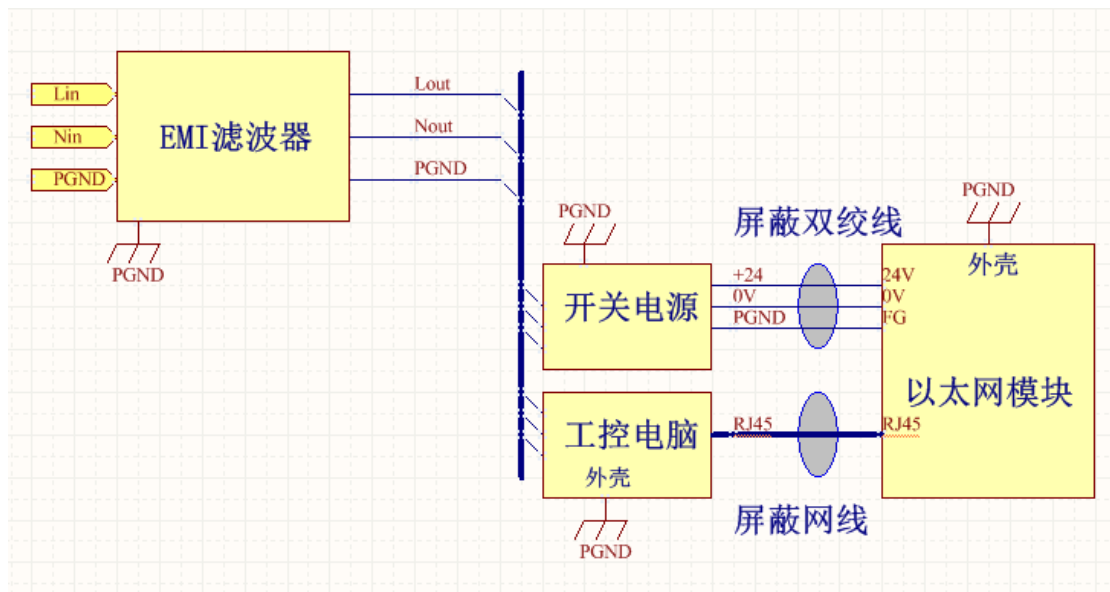 Lin
Nin
PGND
EMI滤波器
PGND
Lout
Nout
PGND
PGND
开关电源
屏蔽双绞线
+24
0V
PGND
PGND
外壳
24V
0V
FG
以太网模块
RJ45
工控电脑
外壳
PGND
RJ45
屏蔽网线